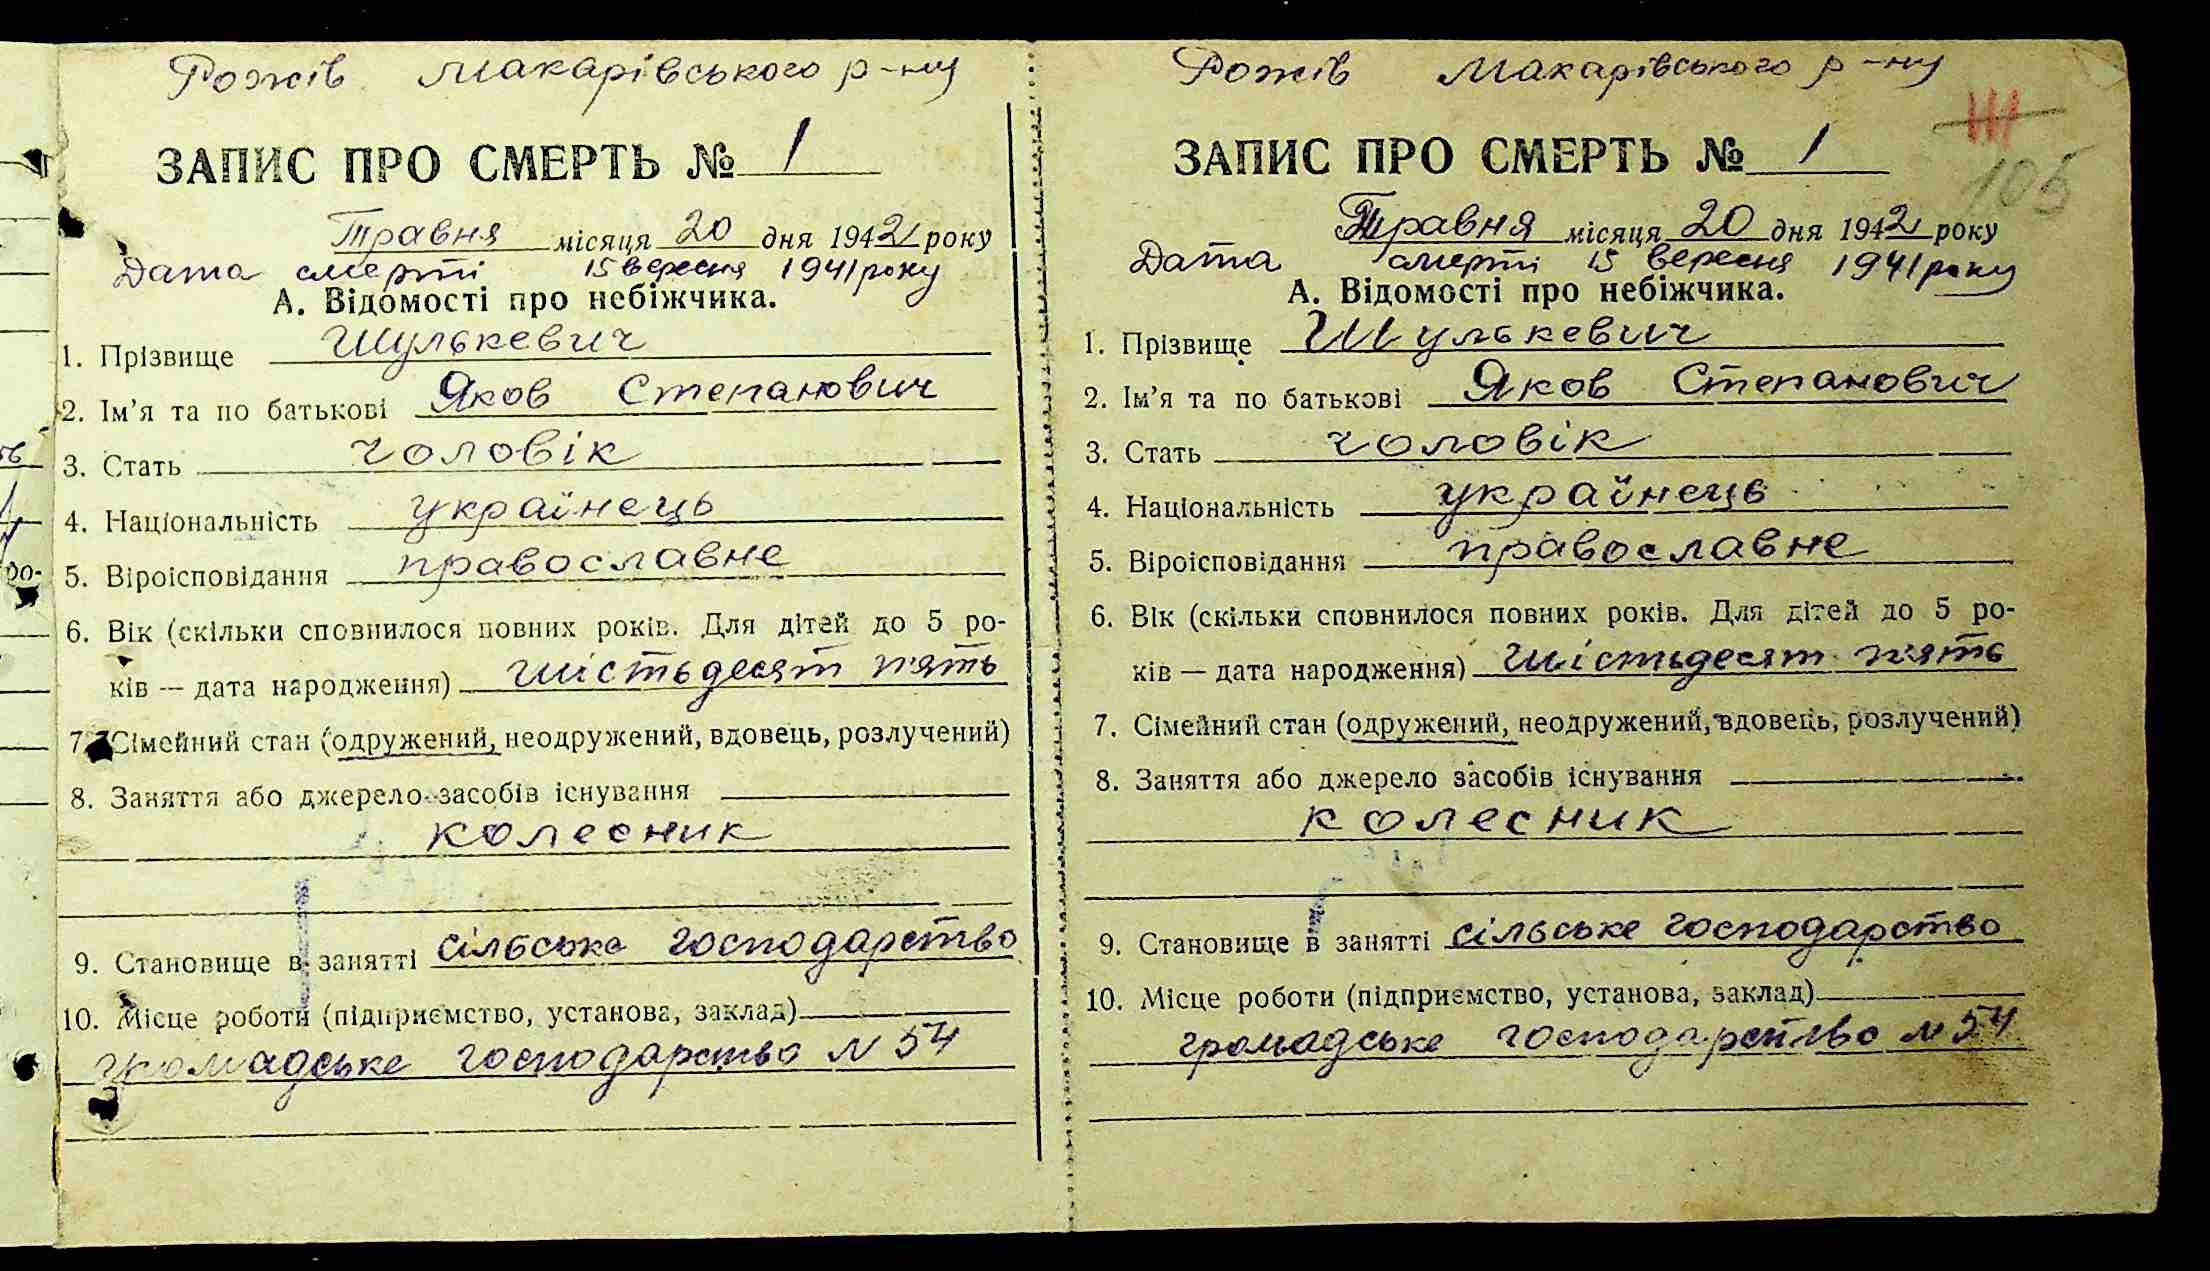 Рожів Макарівського р-ну
ЗАПИС ПРО СМЕРТЬ № 1
Травня місяця 20 дня 1942 року
Дата смерті 15 вересня 1941 року
А. Відомості про небіжчика.
1. Прізвище Шулькевич
2. Ім'я та по батькові Яков Степанович
3. Стать чоловік
4. Національність українець
5. Віроісповідання православне
6. Вік (скільки сповнилося повних років. Для дітей до 5 ро-
ків — дата народження) шістьдесят п'ять
7. Сімейний стан (одружений, неодружений, вдовець, розлучений)
8. Заняття або джерело засобів існування
колесник
9. Становище в занятті сільське господарство
10. Місце роботи (підприємство, установа, заклад)
громадське господарство № 54
Рожів Макарівського р-ну
105
ЗАПИС ПРО СМЕРТЬ № 1
Травня місяця 20 дня 1942 року
Дата смерті 15 вересня 1941 року
А. Відомості про небіжчика.
1. Прізвище Шулькевич
2. Ім'я та по батькові Яков Степанович
3. Стать чоловік
4. Національність українець
5. Віроісповідання православне
6. Вік (скільки сповнилося повних років. Для дітей до 5 ро-
ків — дата народження) шістьдесят п'ять
7. Сімейний стан (одружений, неодружений, вдовець, розлучений)
8. Заняття або джерело засобів існування
колесник
9. Становище в занятті сільське господарство
10. Місце роботи (підприємство, установа, заклад)
громадське господарство № 54